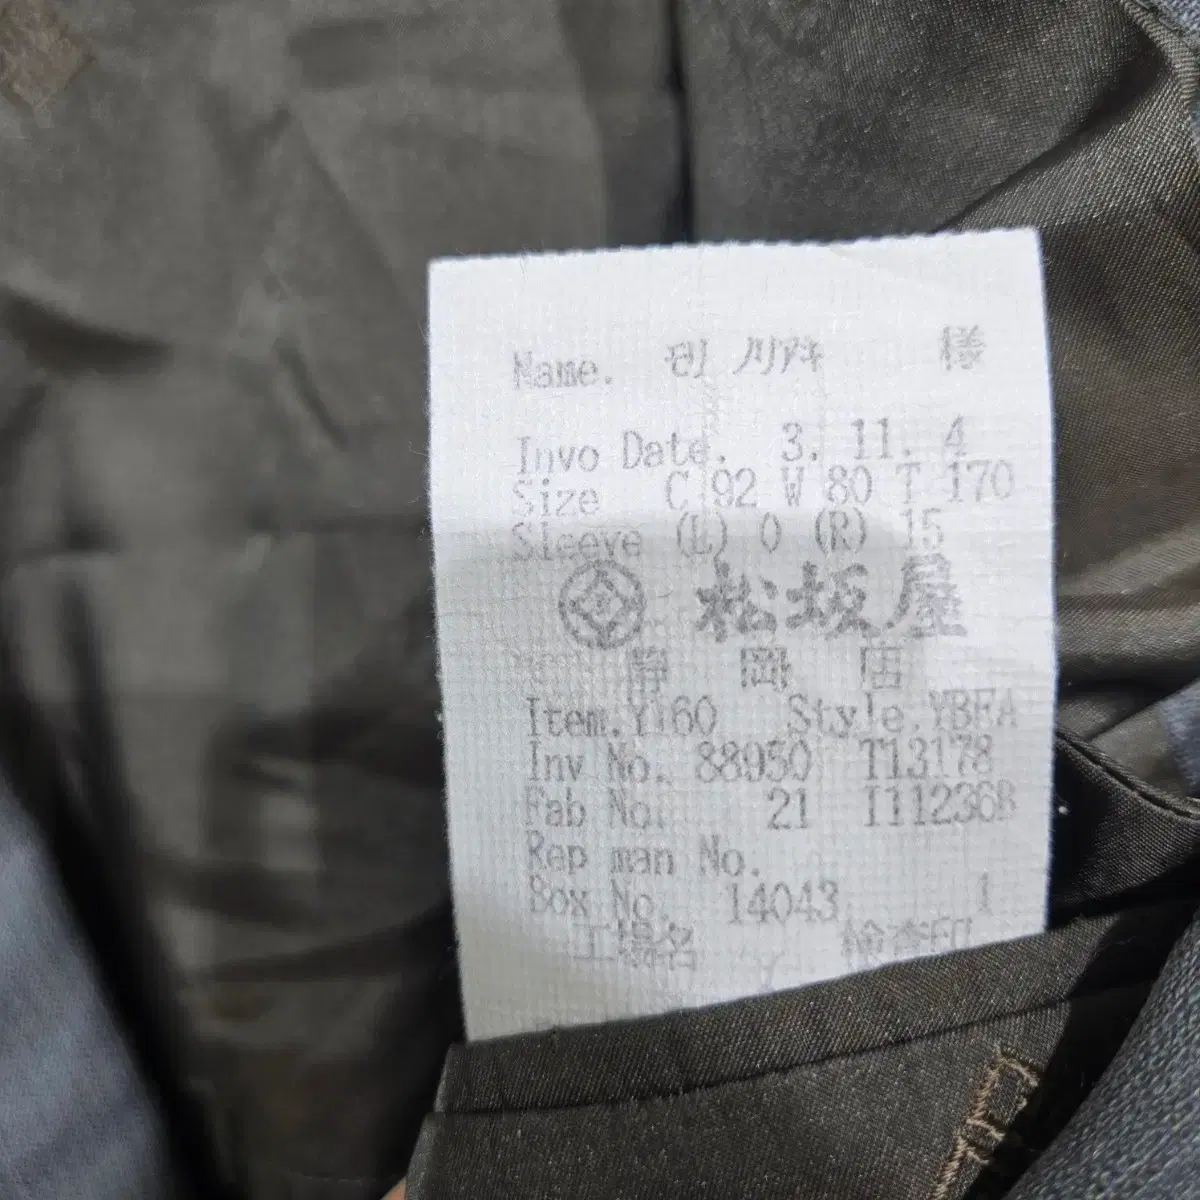 Name. モリ ノリアキ 様
Invo Date. 3. 11. 4
Size C 92 W 80 T 170
Sleeve (L) 0 (R) 15
松坂屋
静岡店
Item.Y160 Style.YBFA
Inv No. 88950 T13178
Fab No. 21 I11236B
Rep man No.
Box No. 14043 1
工場名 検査印